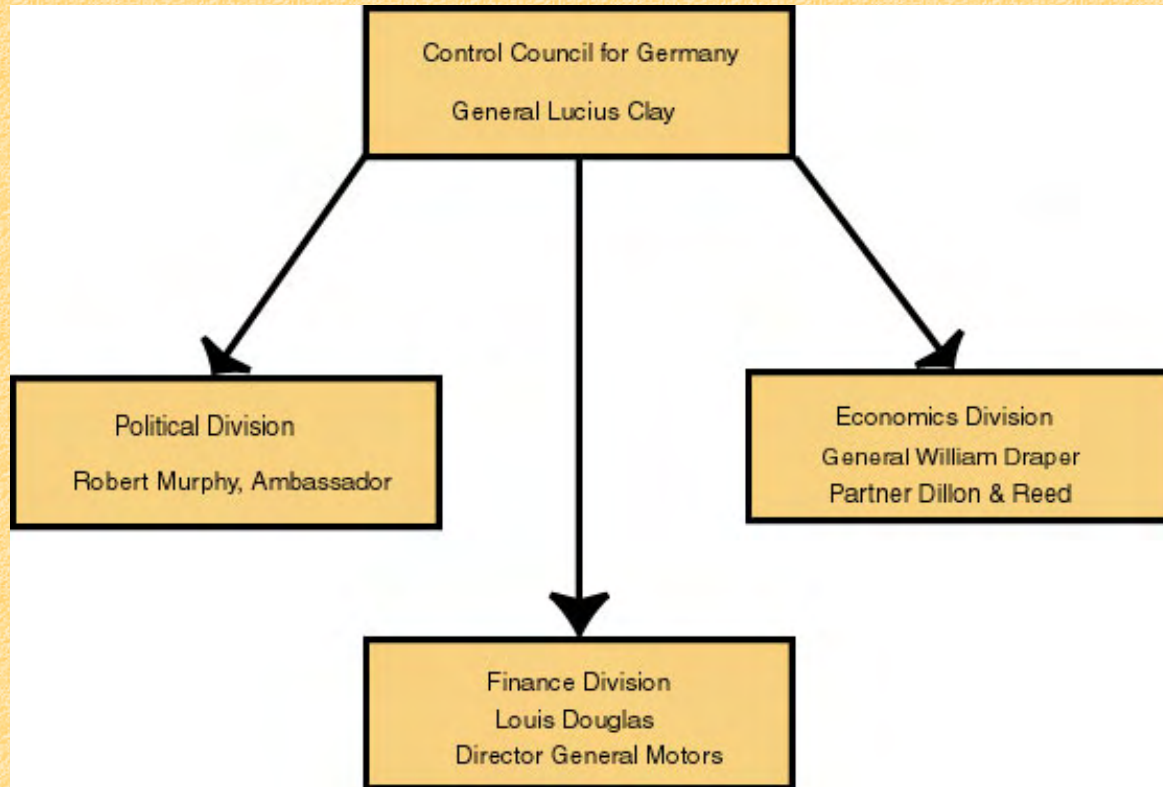 Control Council for Germany
General Lucius Clay
Political Division
Robert Murphy, Ambassador
Economics Division
General William Draper
Partner Dillon & Reed
Finance Division
Louis Douglas
Director General Motors